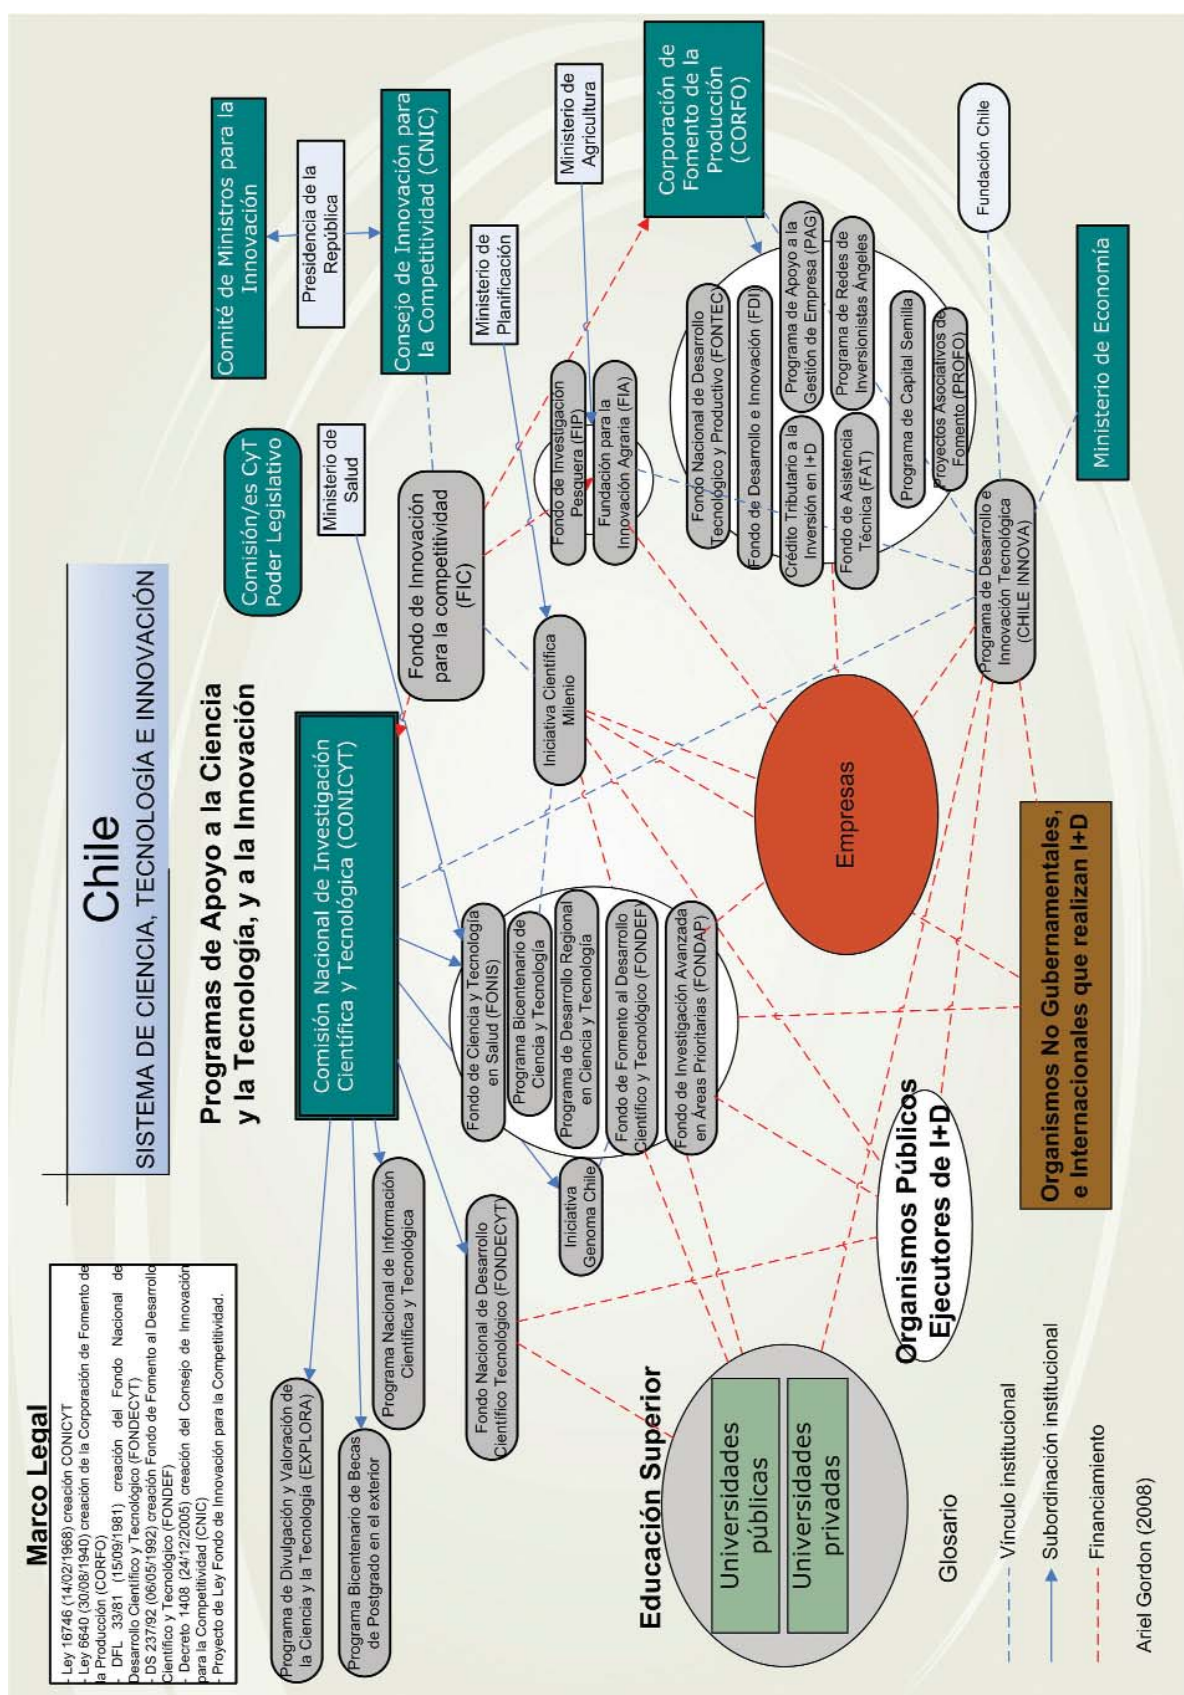 Marco Legal
- Ley 16746 (14/02/1968) creación CONICYT
- Ley 6640 (30/08/1940) creación de la Corporación de Fomento de
la Producción (CORFO)
- DFL 33/81 (15/09/1981) creación del Fondo Nacional de
Desarrollo Científico y Tecnológico (FONDECYT)
- DS 237/92 (06/05/1992) creación Fondo de Fomento al Desarrollo
Científico y Tecnológico (FONDEF)
- Decreto 1408 (24/12/2005) creación del Consejo de Innovación
para la Competitividad (CNIC)
- Proyecto de Ley Fondo de Innovación para la Competitividad.
Chile
SISTEMA DE CIENCIA, TECNOLOGÍA E INNOVACIÓN
Programas de Apoyo a la Ciencia
y la Tecnología, y a la Innovación
Comisión/es CyT
Poder Legislativo
Comité de Ministros para la
Innovación
Presidencia de la
República
Consejo de Innovación para
la Competitividad (CNIC)
Ministerio de
Salud
Comisión Nacional de Investigación
Científica y Tecnológica (CONICYT)
Fondo de Innovación
para la competitividad
(FIC)
Ministerio de
Planificación
Ministerio de
Agricultura
Corporación de
Fomento de la
Producción
(CORFO)
Programa de Divulgación y Valoración de
la Ciencia y la Tecnología (EXPLORA)
Programa Bicentenario de Becas
de Postgrado en el exterior
Programa Nacional de Información
Científica y Tecnológica
Fondo Nacional de Desarrollo
Científico Tecnológico (FONDECYT)
Fondo de Ciencia y Tecnología
en Salud (FONIS)
Programa Bicentenario de
Ciencia y Tecnología
Programa de Desarrollo Regional
en Ciencia y Tecnología
Fondo de Fomento al Desarrollo
Científico y Tecnológico (FONDEF)
Fondo de Investigación Avanzada
en Áreas Prioritarias (FONDAP)
Iniciativa
Genoma Chile
Iniciativa Científica
Milenio
Fondo de Investigación
Pesquera (FIP)
Fundación para la
Innovación Agraria (FIA)
Fondo Nacional de Desarrollo
Tecnológico y Productivo (FONTEC)
Fondo de Desarrollo e Innovación (FDI)
Crédito Tributario a la
Inversión en I+D
Programa de Apoyo a la
Gestión de Empresa (PAG)
Fondo de Asistencia
Técnica (FAT)
Programa de Redes de
Inversionistas Ángeles
Programa de Capital Semilla
Proyectos Asociativos de
Fomento (PROFO)
Fundación Chile
Programa de Desarrollo e
Innovación Tecnológica
(CHILE INNOVA)
Ministerio de Economía
Educación Superior
Universidades
públicas
Universidades
privadas
Empresas
Organismos Públicos
Ejecutores de I+D
Organismos No Gubernamentales,
e Internacionales que realizan I+D
Glosario
Vínculo institucional
Subordinación institucional
Financiamiento
Ariel Gordon (2008)